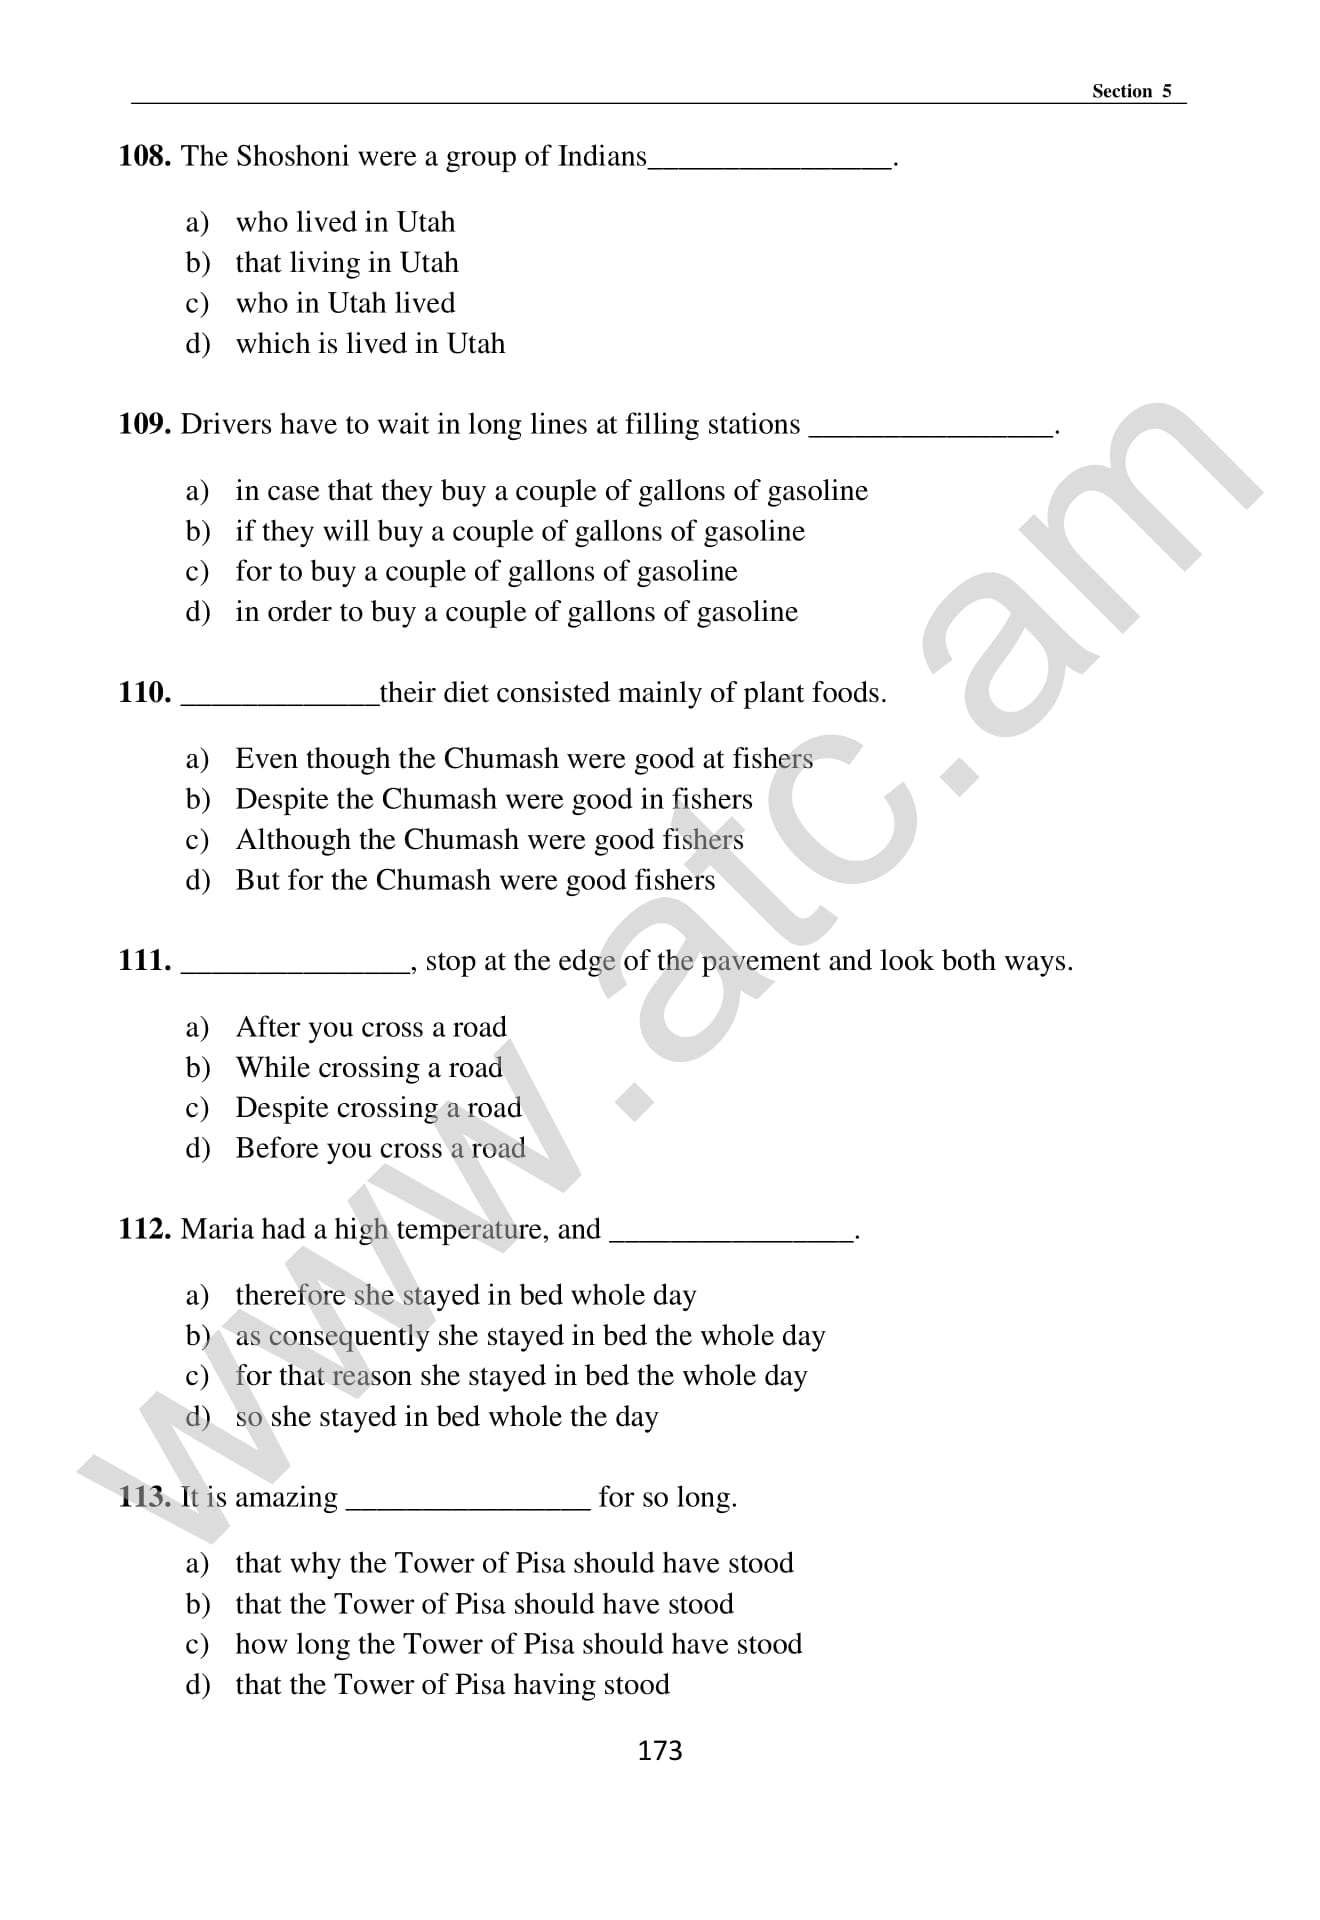 Section 5
108. The Shoshoni were a group of Indians________________.
a) who lived in Utah
b) that living in Utah
c) who in Utah lived
d) which is lived in Utah
109. Drivers have to wait in long lines at filling stations ________________.
a) in case that they buy a couple of gallons of gasoline
b) if they will buy a couple of gallons of gasoline
c) for to buy a couple of gallons of gasoline
d) in order to buy a couple of gallons of gasoline
110. _____________their diet consisted mainly of plant foods.
a) Even though the Chumash were good at fishers
b) Despite the Chumash were good in fishers
c) Although the Chumash were good fishers
d) But for the Chumash were good fishers
111. _______________, stop at the edge of the pavement and look both ways.
a) After you cross a road
b) While crossing a road
c) Despite crossing a road
d) Before you cross a road
112. Maria had a high temperature, and ________________.
a) therefore she stayed in bed whole day
b) as consequently she stayed in bed the whole day
c) for that reason she stayed in bed the whole day
d) so she stayed in bed whole the day
113. It is amazing ________________ for so long.
a) that why the Tower of Pisa should have stood
b) that the Tower of Pisa should have stood
c) how long the Tower of Pisa should have stood
d) that the Tower of Pisa having stood
173
www.atc.am